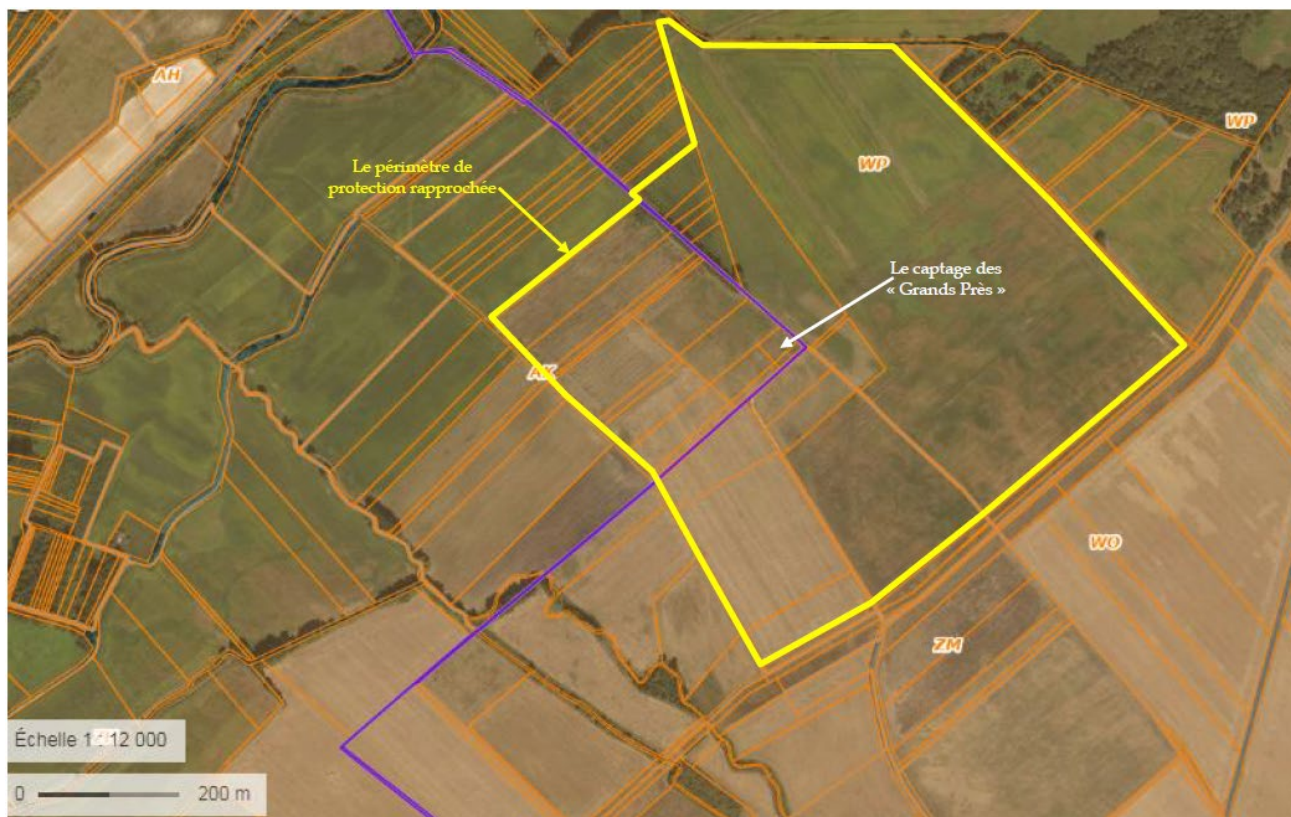 AH
WP
Le périmètre de
protection rapprochée
WP
Le captage des
« Grands Près »
AK
WO
ZM
Échelle 1 : 12 000
0 200 m